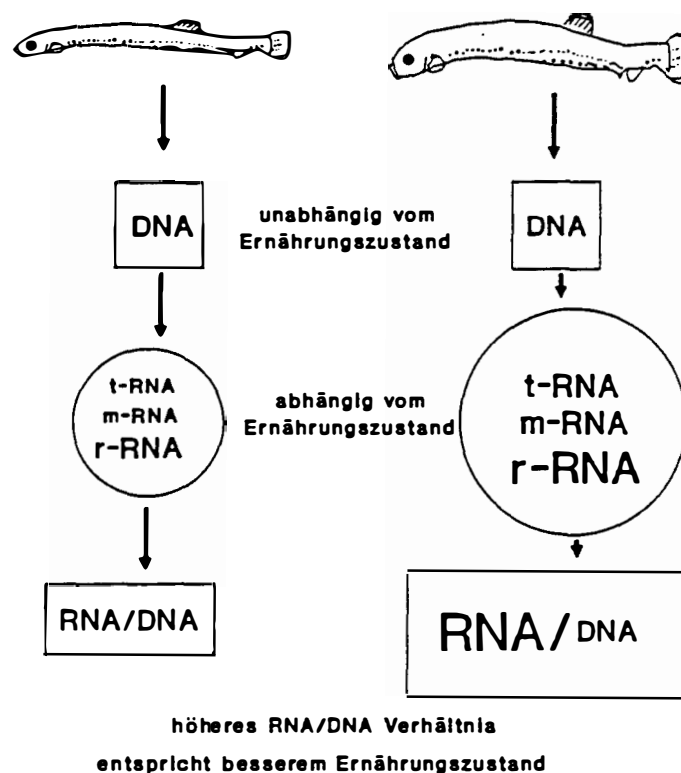 DNA
unabhängig vom
Ernährungszustand
DNA
t-RNA
m-RNA
r-RNA
abhängig vom
Ernährungszustand
t-RNA
m-RNA
r-RNA
RNA/DNA
RNA/DNA
höheres RNA/DNA Verhältnia
entspricht besserem Ernährungszustand